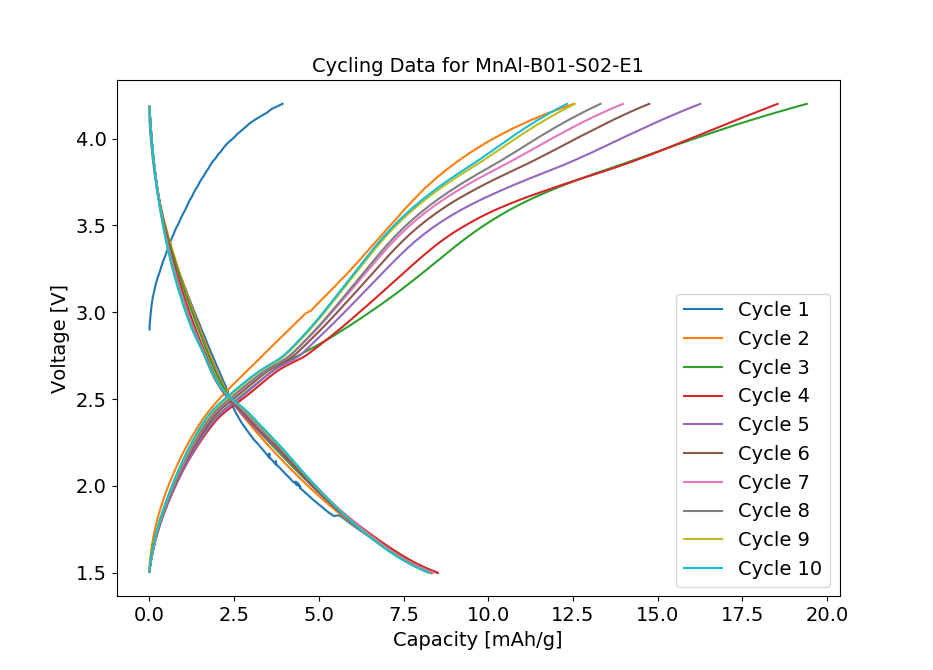 Cycling Data for MnAl-B01-S02-E1
Voltage [V]
4.0
3.5
3.0
2.5
2.0
1.5
Cycle 1
Cycle 2
Cycle 3
Cycle 4
Cycle 5
Cycle 6
Cycle 7
Cycle 8
Cycle 9
Cycle 10
0.0 2.5 5.0 7.5 10.0 12.5 15.0 17.5 20.0
Capacity [mAh/g]